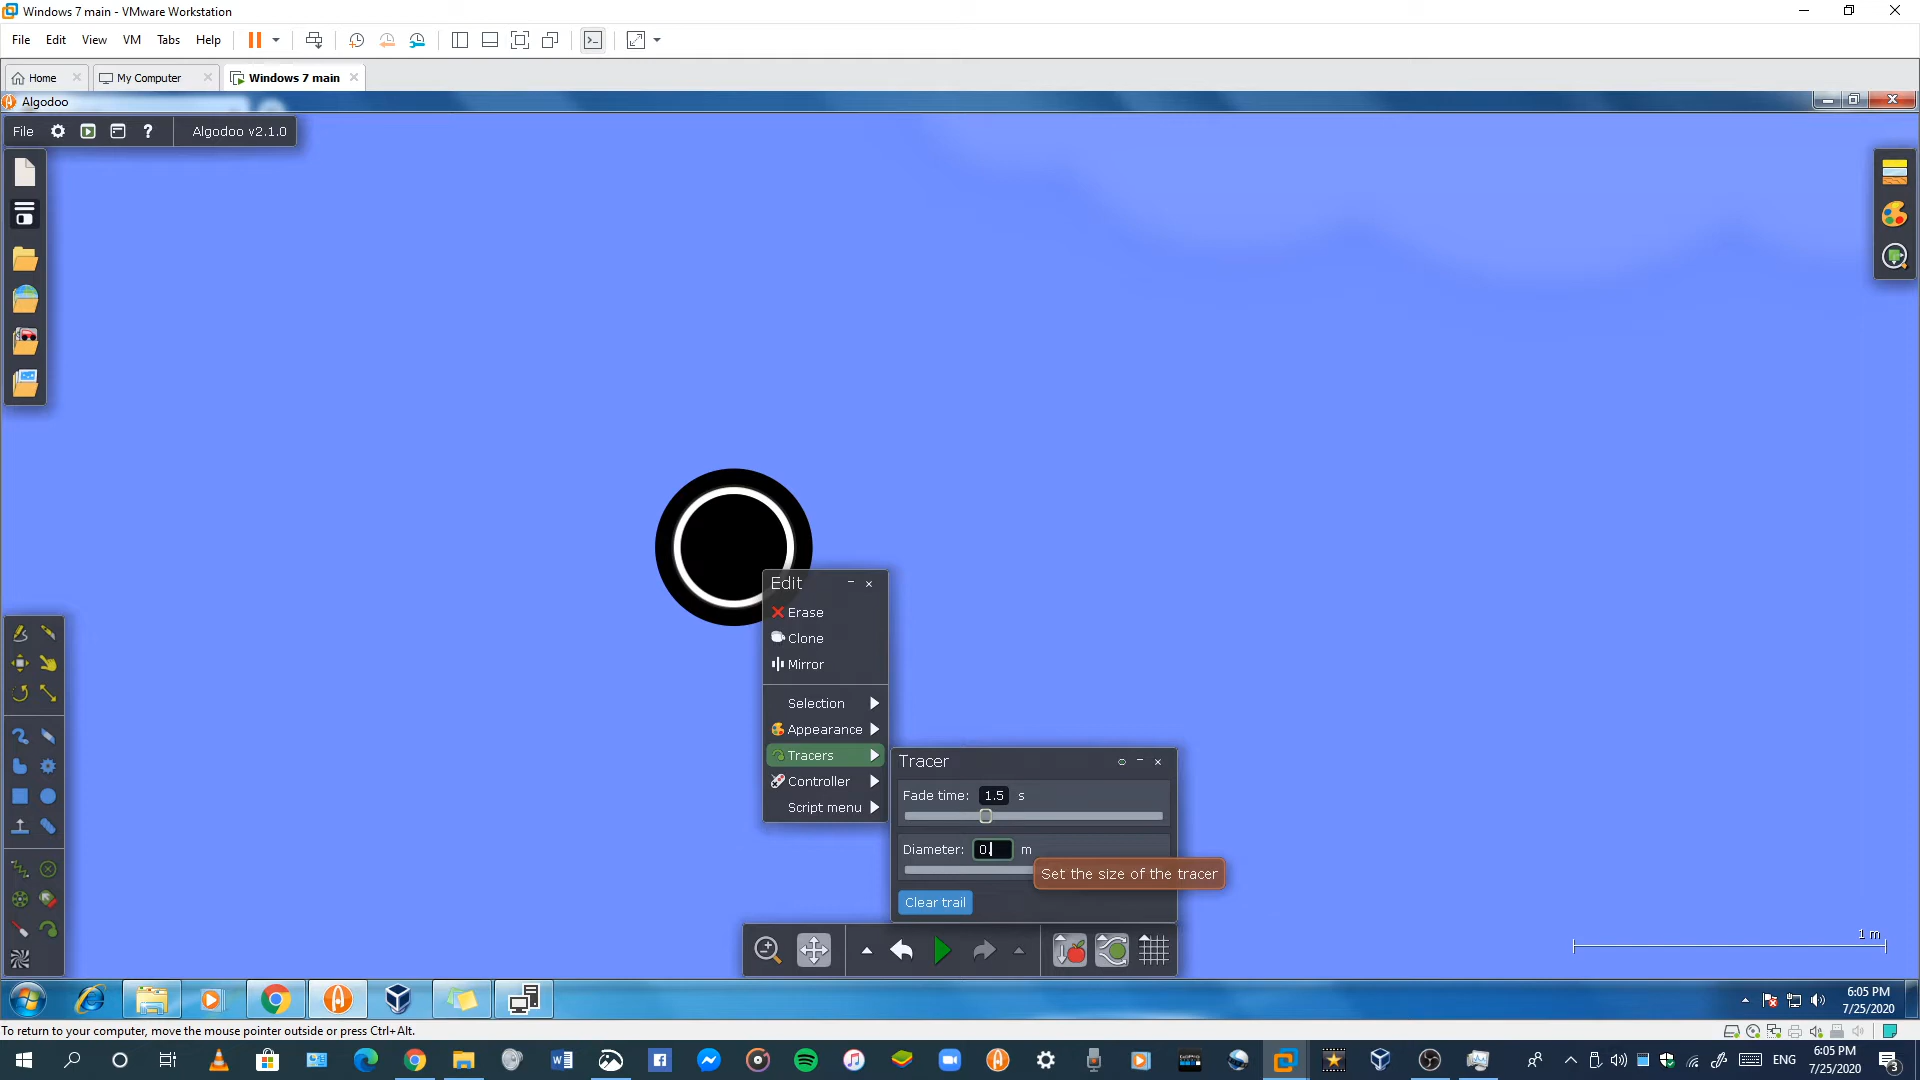 Windows 7 main - VMware Workstation
File Edit View VM Tabs Help
Home My Computer Windows 7 main
Algodoo
File ? Algodoo v2.1.0
Edit
Erase
Clone
Mirror
Selection
Appearance
Tracers
Controller
Script menu
Tracer
Fade time: 1.5 s
Diameter: 0. m
Set the size of the tracer
Clear trail
1 m
6:05 PM
7/25/2020
To return to your computer, move the mouse pointer outside or press Ctrl+Alt.
ENG
6:05 PM
7/25/2020
3